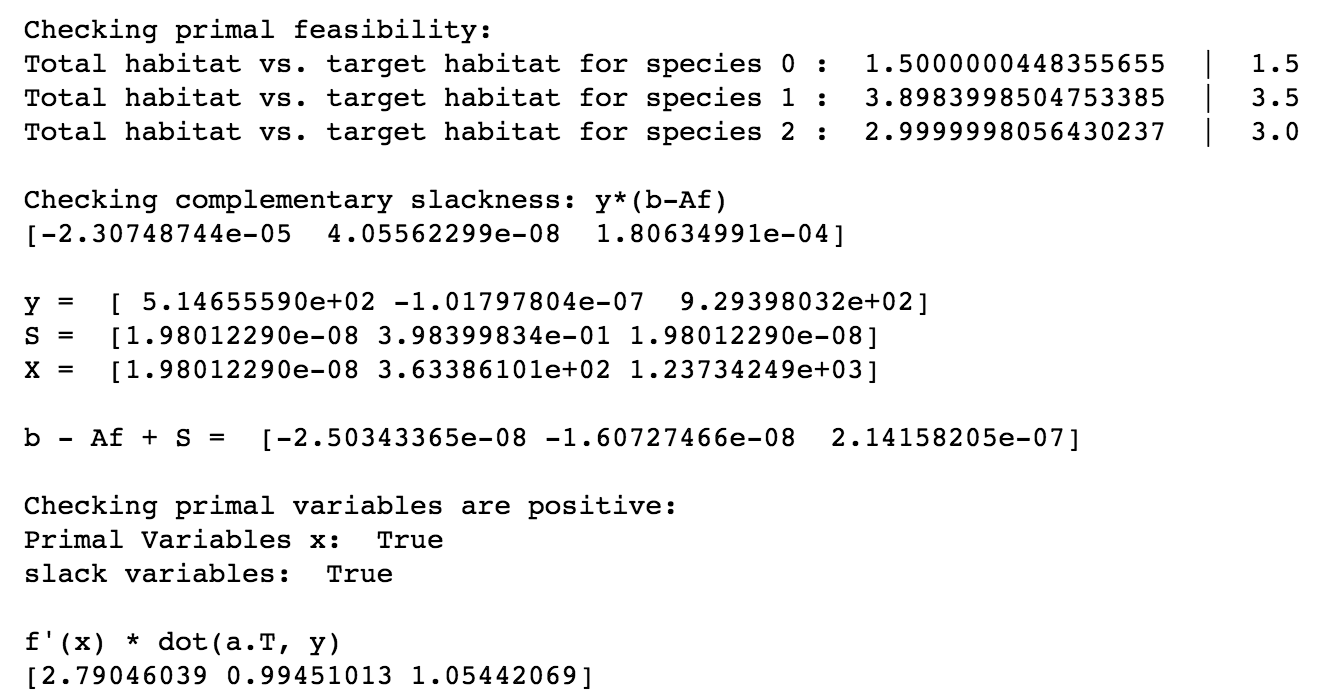 Checking primal feasibility:
Total habitat vs. target habitat for species 0 :  1.5000000448355655  |  1.5
Total habitat vs. target habitat for species 1 :  3.8983998504753385  |  3.5
Total habitat vs. target habitat for species 2 :  2.9999998056430237  |  3.0
Checking complementary slackness: y*(b-Af)
[-2.30748744e-05  4.05562299e-08  1.80634991e-04]
y =  [ 5.14655590e+02 -1.01797804e-07  9.29398032e+02]
S =  [1.98012290e-08 3.98399834e-01 1.98012290e-08]
X =  [1.98012290e-08 3.63386101e+02 1.23734249e+03]
b - Af + S =  [-2.50343365e-08 -1.60727466e-08  2.14158205e-07]
Checking primal variables are positive:
Primal Variables x:  True
slack variables:  True
f'(x) * dot(a.T, y)
[2.79046039 0.99451013 1.05442069]